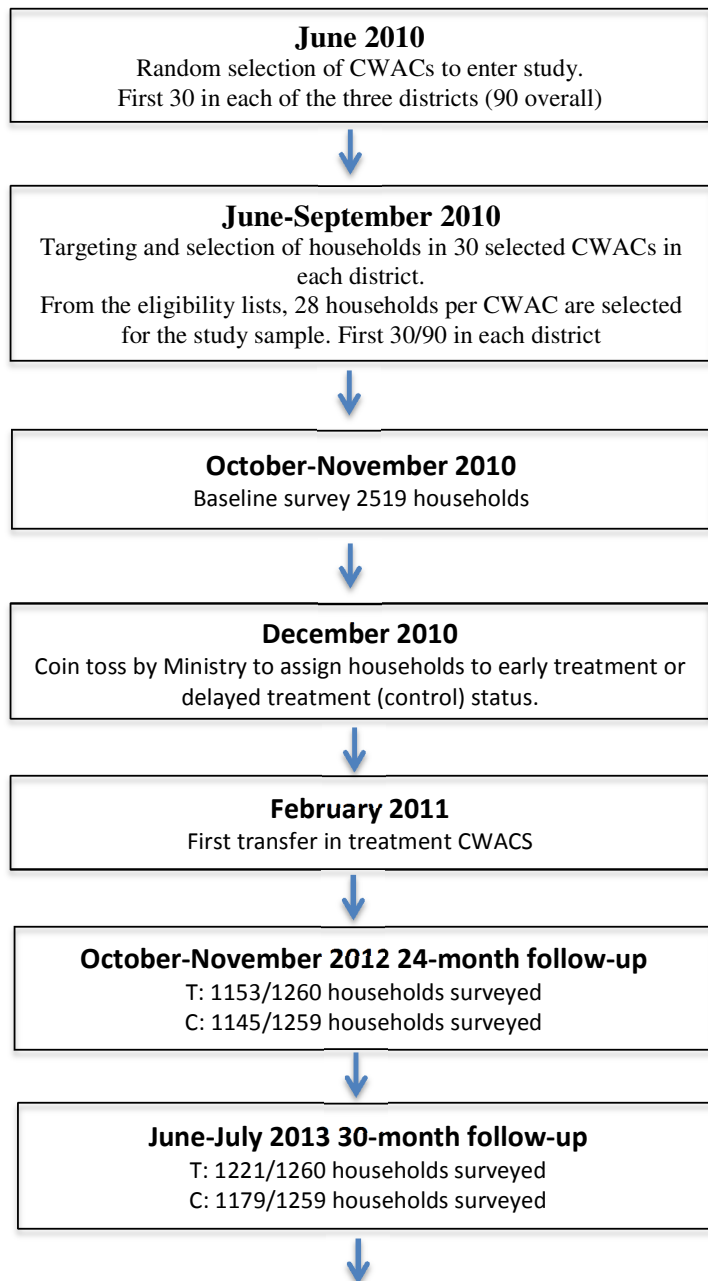 June 2010
Random selection of CWACs to enter study.
First 30 in each of the three districts (90 overall)
June-September 2010
Targeting and selection of households in 30 selected CWACs in
each district.
From the eligibility lists, 28 households per CWAC are selected
for the study sample. First 30/90 in each district
October-November 2010
Baseline survey 2519 households
December 2010
Coin toss by Ministry to assign households to early treatment or
delayed treatment (control) status.
February 2011
First transfer in treatment CWACS
October-November 2012 24-month follow-up
T: 1153/1260 households surveyed
C: 1145/1259 households surveyed
June-July 2013 30-month follow-up
T: 1221/1260 households surveyed
C: 1179/1259 households surveyed